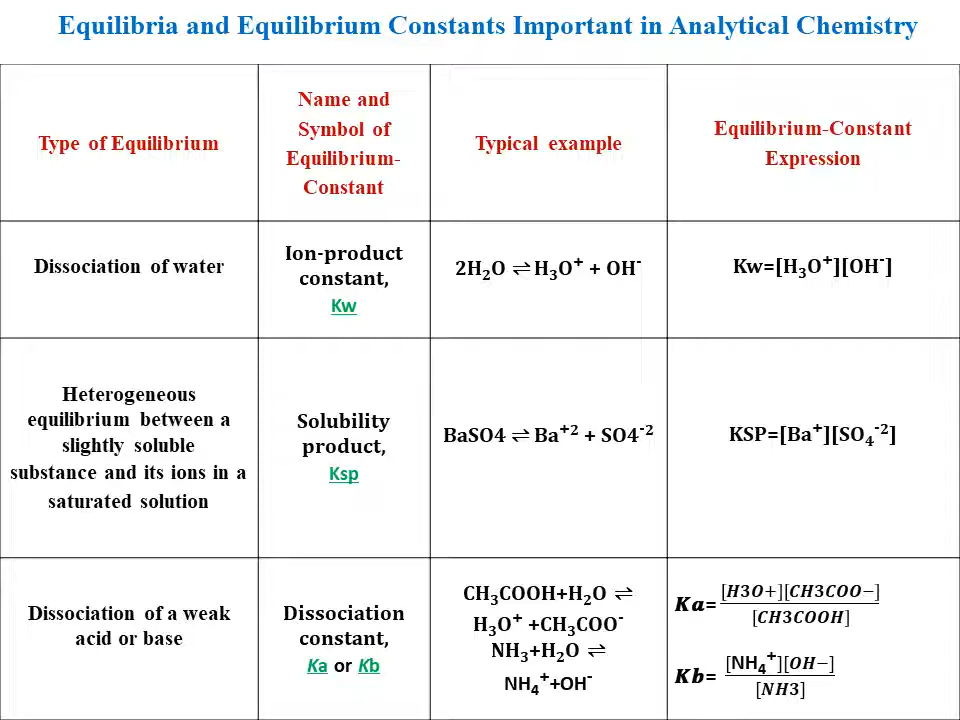 Equilibria and Equilibrium Constants Important in Analytical Chemistry
Type of Equilibrium
Name and
Symbol of
Equilibrium-
Constant
Typical example
Equilibrium-Constant
Expression
Dissociation of water
Ion-product
constant,
Kw
2H₂O ⇌ H₃O⁺ + OH⁻
Kw=[H₃O⁺][OH⁻]
Heterogeneous
equilibrium between a
slightly soluble
substance and its ions in a
saturated solution
Solubility
product,
Ksp
BaSO4 ⇌ Ba⁺² + SO4⁻²
KSP=[Ba⁺][SO₄⁻²]
Dissociation of a weak
acid or base
Dissociation
constant,
Ka or Kb
CH₃COOH+H₂O ⇌
H₃O⁺ +CH₃COO⁻
NH₃+H₂O ⇌
NH₄⁺+OH⁻
Ka= [H3O+][CH3COO−]
[CH3COOH]
Kb= [NH₄⁺][OH−]
[NH3]